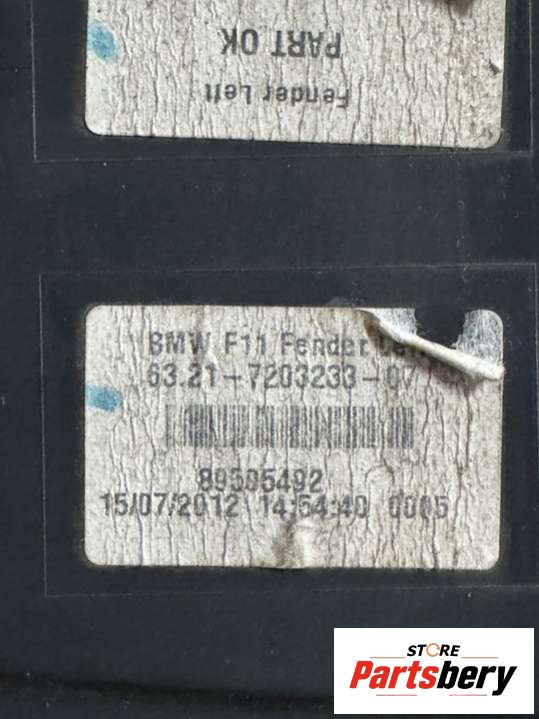 Fender Left
PART OK
BMW F11 Fender
63.21-7203233-07
89505492
15/07/2012 14:54:40 0005
STORE
Partsbery